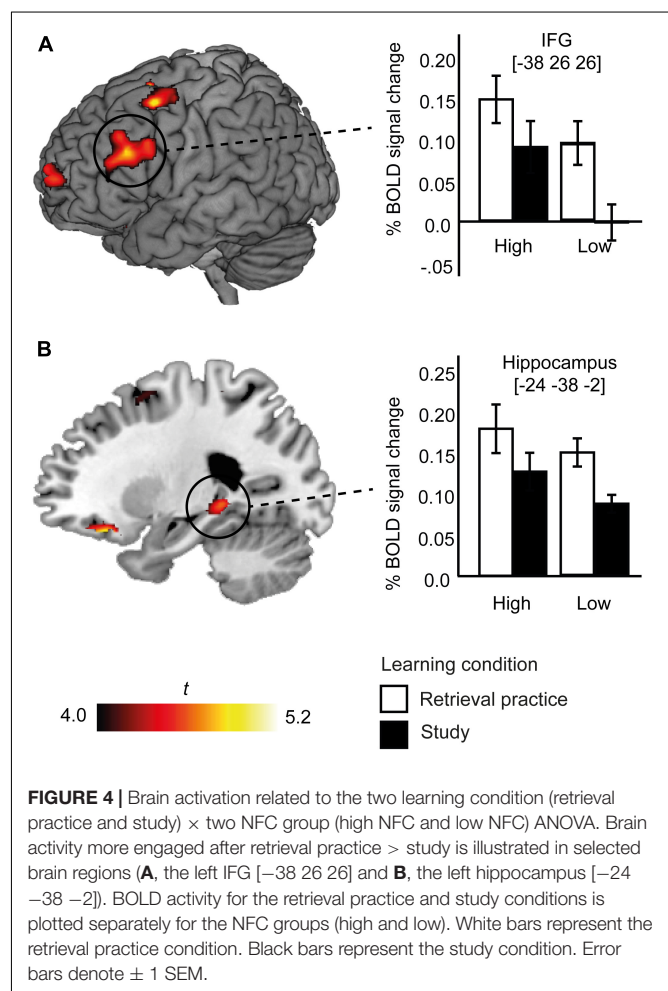 A
IFG
[-38 26 26]
% BOLD signal change
0.20
0.15
0.10
0.05
0.0
-.05
High Low
B
Hippocampus
[-24 -38 -2]
% BOLD signal change
0.25
0.20
0.15
0.10
0.05
0.0
High Low
t
4.0 5.2
Learning condition
Retrieval practice
Study
FIGURE 4 | Brain activation related to the two learning condition (retrieval
practice and study) × two NFC group (high NFC and low NFC) ANOVA. Brain
activity more engaged after retrieval practice > study is illustrated in selected
brain regions (A, the left IFG [−38 26 26] and B, the left hippocampus [−24
−38 −2]). BOLD activity for the retrieval practice and study conditions is
plotted separately for the NFC groups (high and low). White bars represent the
retrieval practice condition. Black bars represent the study condition. Error
bars denote ± 1 SEM.